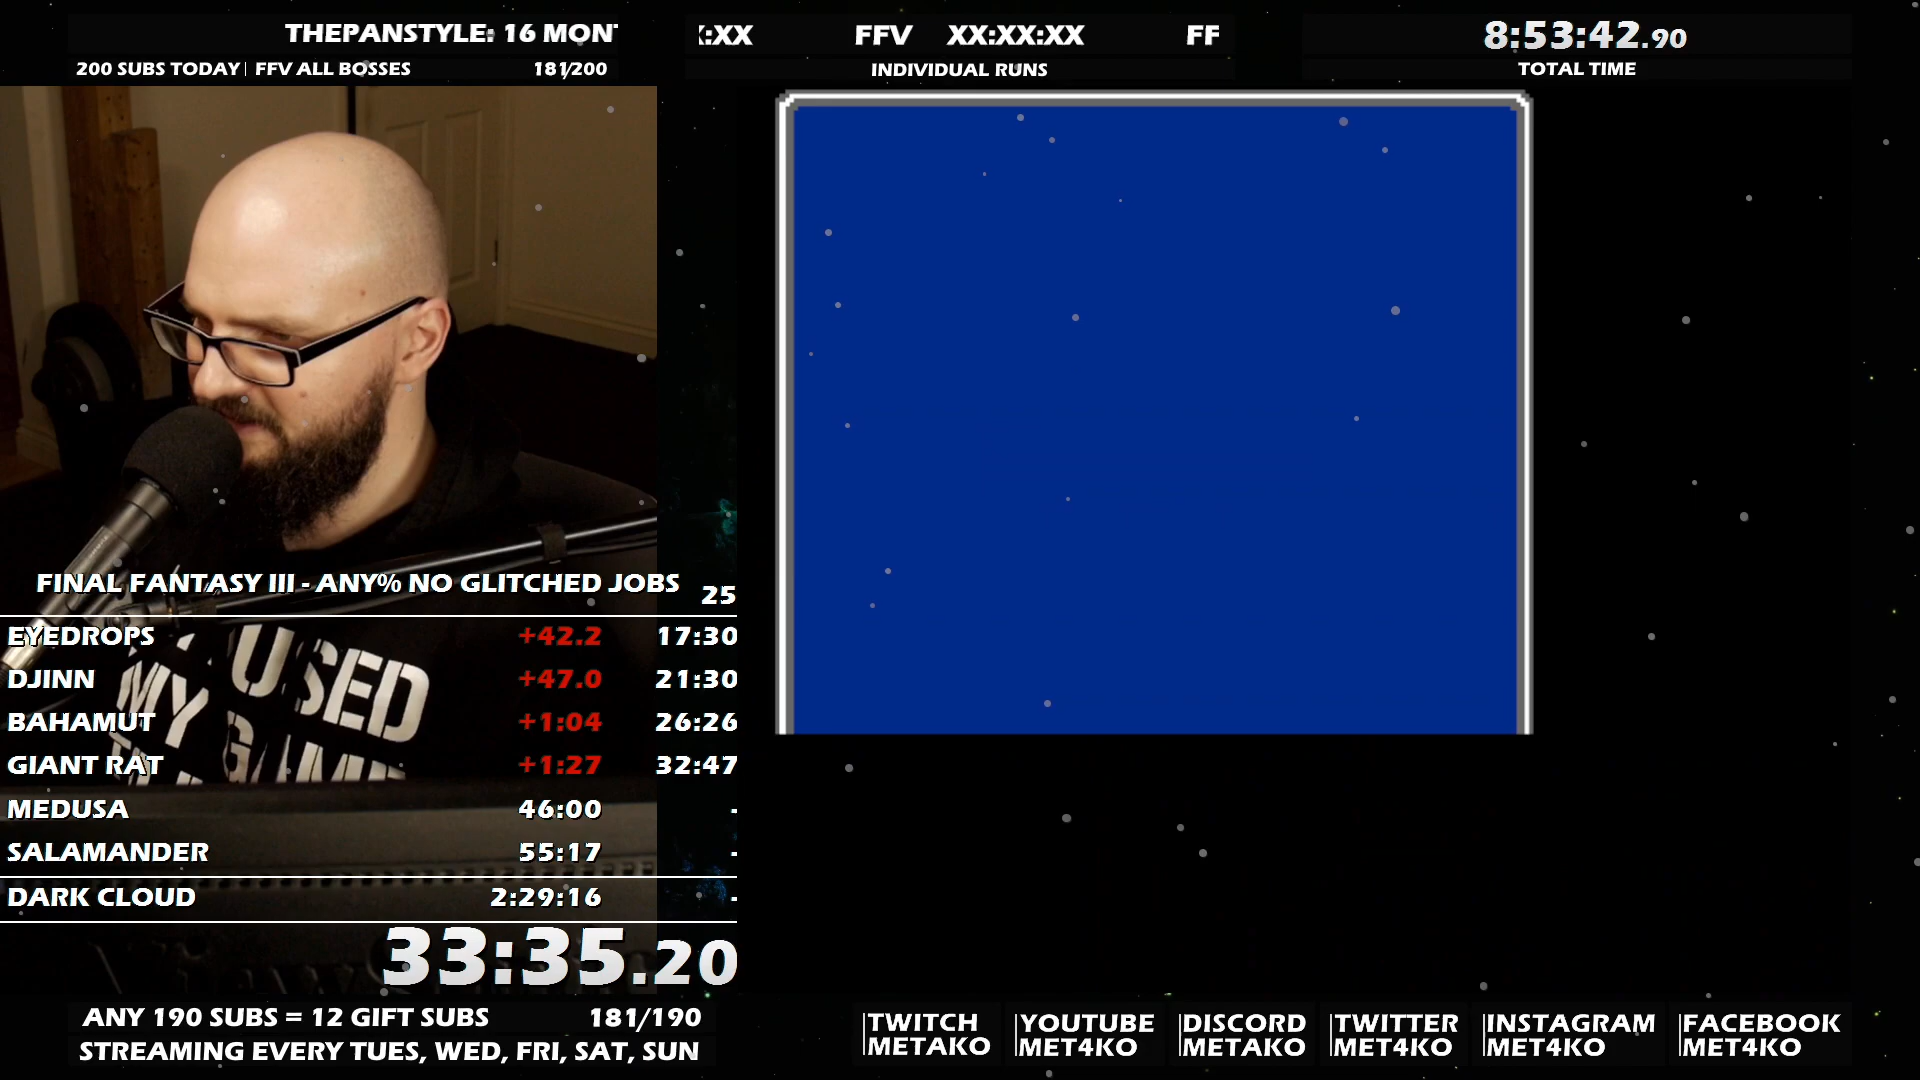 THEPANSTYLE: 16 MON
200 SUBS TODAY | FFV ALL BOSSES 181/200
:XX FFV XX:XX:XX FF
INDIVIDUAL RUNS
8:53:42.90
TOTAL TIME
FINAL FANTASY III - ANY% NO GLITCHED JOBS 25
EYEDROPS +42.2 17:30
DJINN +47.0 21:30
BAHAMUT +1:04 26:26
GIANT RAT +1:27 32:47
MEDUSA 46:00 -
SALAMANDER 55:17 -
DARK CLOUD 2:29:16 -
33:35.20
USED
MY GAME
ANY 190 SUBS = 12 GIFT SUBS 181/190
STREAMING EVERY TUES, WED, FRI, SAT, SUN
TWITCH
METAKO
YOUTUBE
MET4KO
DISCORD
METAKO
TWITTER
MET4KO
INSTAGRAM
MET4KO
FACEBOOK
MET4KO